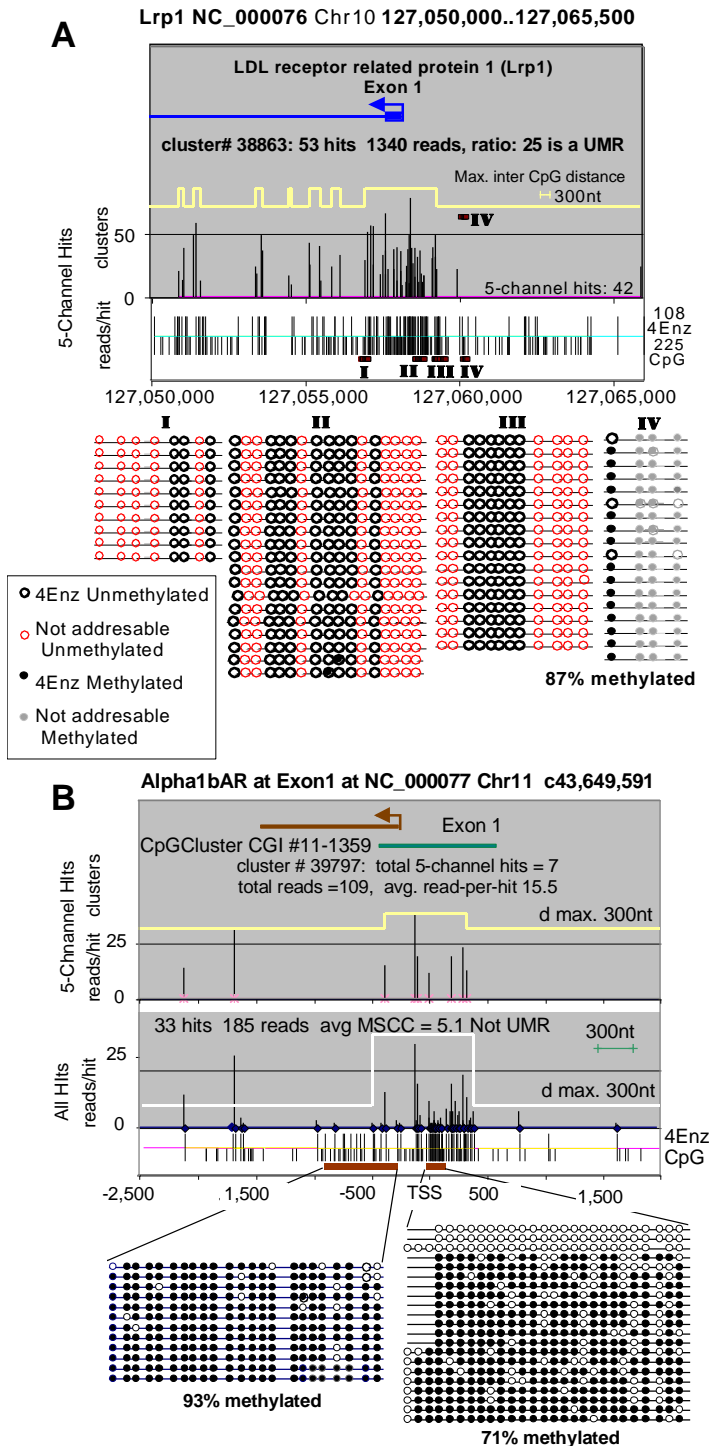 Lrp1 NC_000076 Chr10 127,050,000..127,065,500
A
LDL receptor related protein 1 (Lrp1)
Exon 1
cluster# 38863: 53 hits 1340 reads, ratio: 25 is a UMR
Max. inter CpG distance
300nt
IV
5-Channel Hits
reads/hit clusters
50
0
5-channel hits: 42
108
4Enz
225
CpG
I II III IV
127,050,000 127,055,000 127,060,000 127,065,000
I II III IV
4Enz Unmethylated
Not addresable
Unmethylated
4Enz Methylated
Not addresable
Methylated
87% methylated
B
Alpha1bAR at Exon1 at NC_000077 Chr11 c43,649,591
Exon 1
CpGCluster CGI #11-1359
cluster # 39797: total 5-channel hits = 7
total reads =109, avg. read-per-hit 15.5
d max. 300nt
5-Chnannel HIts
reads/hit clusters
25
0
33 hits 185 reads avg MSCC = 5.1 Not UMR
300nt
d max. 300nt
All HIts
reads/hit
25
0
4Enz
CpG
-2,500 -1,500 -500 TSS 500 1,500
93% methylated
71% methylated